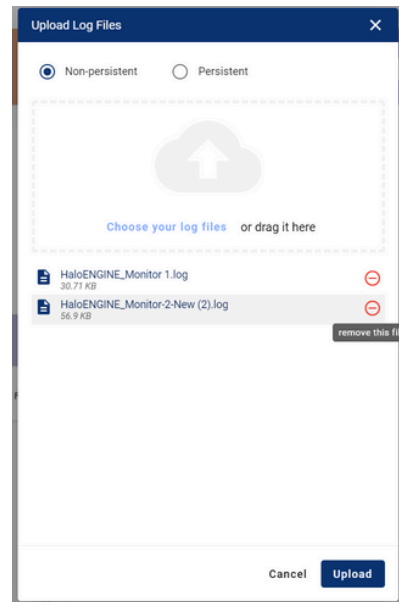 Upload Log Files
Non-persistent Persistent
Choose your log files or drag it here
HaloENGINE_Monitor 1.log
30.71 KB
HaloENGINE_Monitor-2-New (2).log
56.9 KB
remove this fi
Cancel Upload